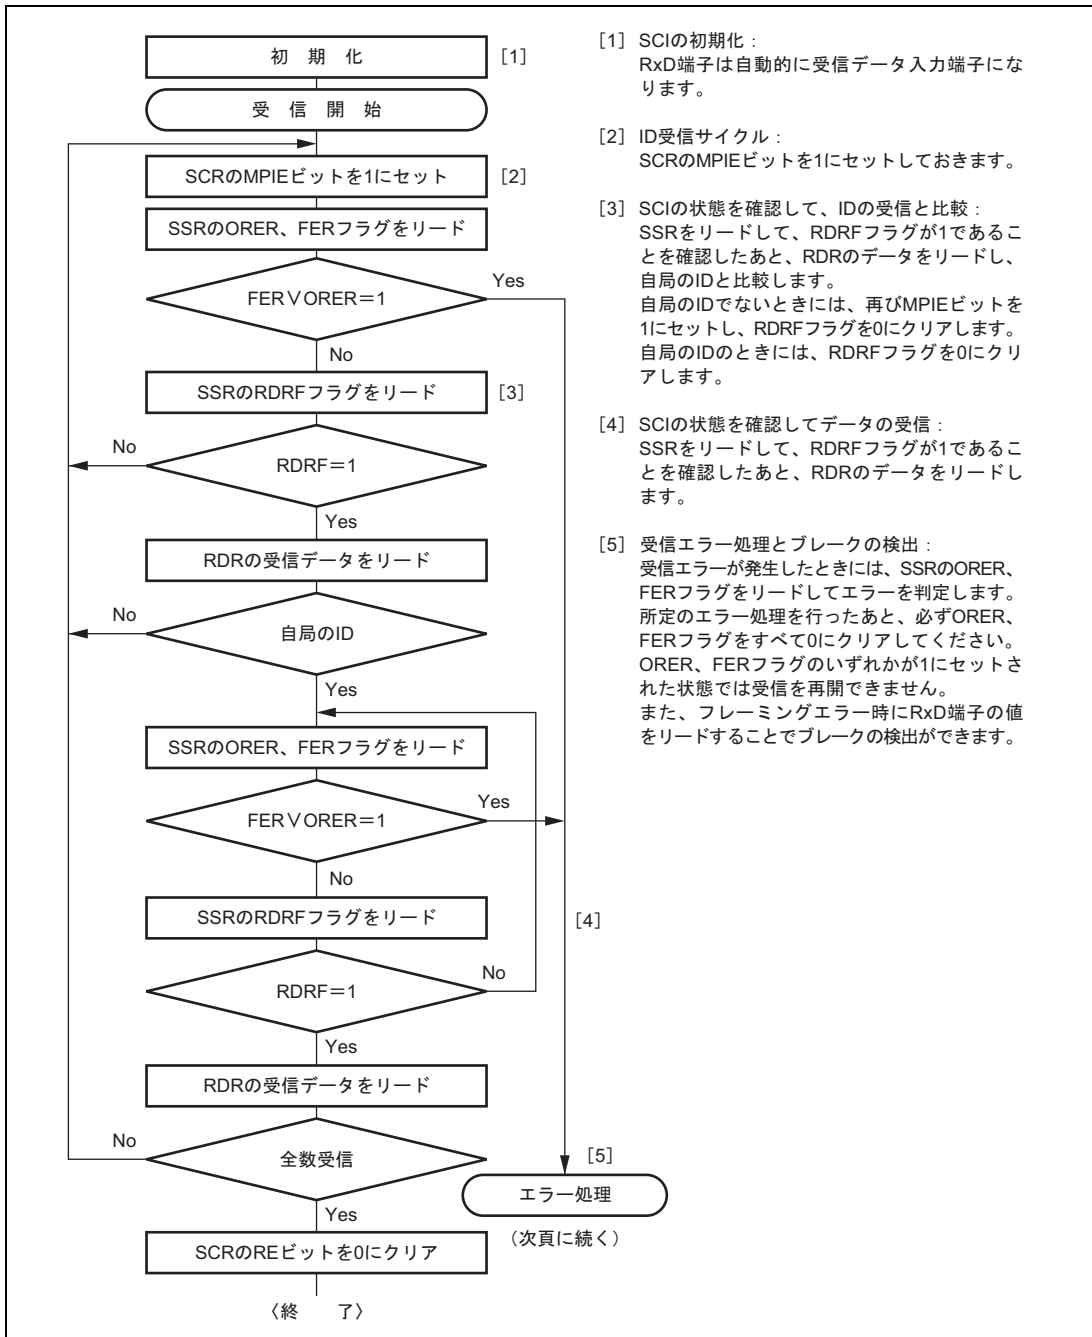 初 期 化
[1]
受 信 開 始
SCRのMPIEビットを1にセット
[2]
SSRのORER、FERフラグをリード
FER∨ORER=1
Yes
No
SSRのRDRFフラグをリード
[3]
RDRF=1
No
Yes
RDRの受信データをリード
自局のID
No
Yes
SSRのORER、FERフラグをリード
FER∨ORER=1
Yes
No
SSRのRDRFフラグをリード
[4]
RDRF=1
No
Yes
RDRの受信データをリード
全数受信
No
Yes
[5]
エラー処理
(次頁に続く)
SCRのREビットを0にクリア
〈終 了〉
[1] SCIの初期化:
RxD端子は自動的に受信データ入力端子にな
ります。
[2] ID受信サイクル:
SCRのMPIEビットを1にセットしておきます。
[3] SCIの状態を確認して、IDの受信と比較:
SSRをリードして、RDRFフラグが1であるこ
とを確認したあと、RDRのデータをリードし、
自局のIDと比較します。
自局のIDでないときには、再びMPIEビットを
1にセットし、RDRFフラグを0にクリアします。
自局のIDのときには、RDRFフラグを0にクリ
アします。
[4] SCIの状態を確認してデータの受信:
SSRをリードして、RDRFフラグが1であるこ
とを確認したあと、RDRのデータをリードし
ます。
[5] 受信エラー処理とブレークの検出:
受信エラーが発生したときには、SSRのORER、
FERフラグをリードしてエラーを判定します。
所定のエラー処理を行ったあと、必ずORER、
FERフラグをすべて0にクリアしてください。
ORER、FERフラグのいずれかが1にセットさ
れた状態では受信を再開できません。
また、フレーミングエラー時にRxD端子の値
をリードすることでブレークの検出ができます。